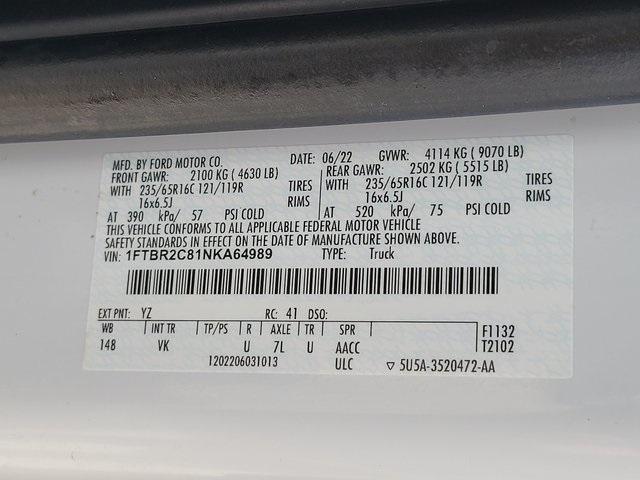 MFD. BY FORD MOTOR CO. DATE: 06/22 GVWR: 4114 KG ( 9070 LB)
FRONT GAWR: 2100 KG ( 4630 LB) REAR GAWR: 2502 KG ( 5515 LB)
WITH 235/65R16C 121/119R TIRES WITH 235/65R16C 121/119R TIRES
16x6.5J RIMS 16x6.5J RIMS
AT 390 kPa/ 57 PSI COLD AT 520 kPa/ 75 PSI COLD
THIS VEHICLE CONFORMS TO ALL APPLICABLE FEDERAL MOTOR VEHICLE
SAFETY STANDARDS IN EFFECT ON THE DATE OF MANUFACTURE SHOWN ABOVE.
VIN: 1FTBR2C81NKA64989 TYPE: Truck
EXT PNT: YZ RC: 41 DSO:
WB INT TR TP/PS R AXLE TR SPR F1132
148 VK U 7L U AACC T2102
1202206031013 ULC ▽ 5U5A-3520472-AA